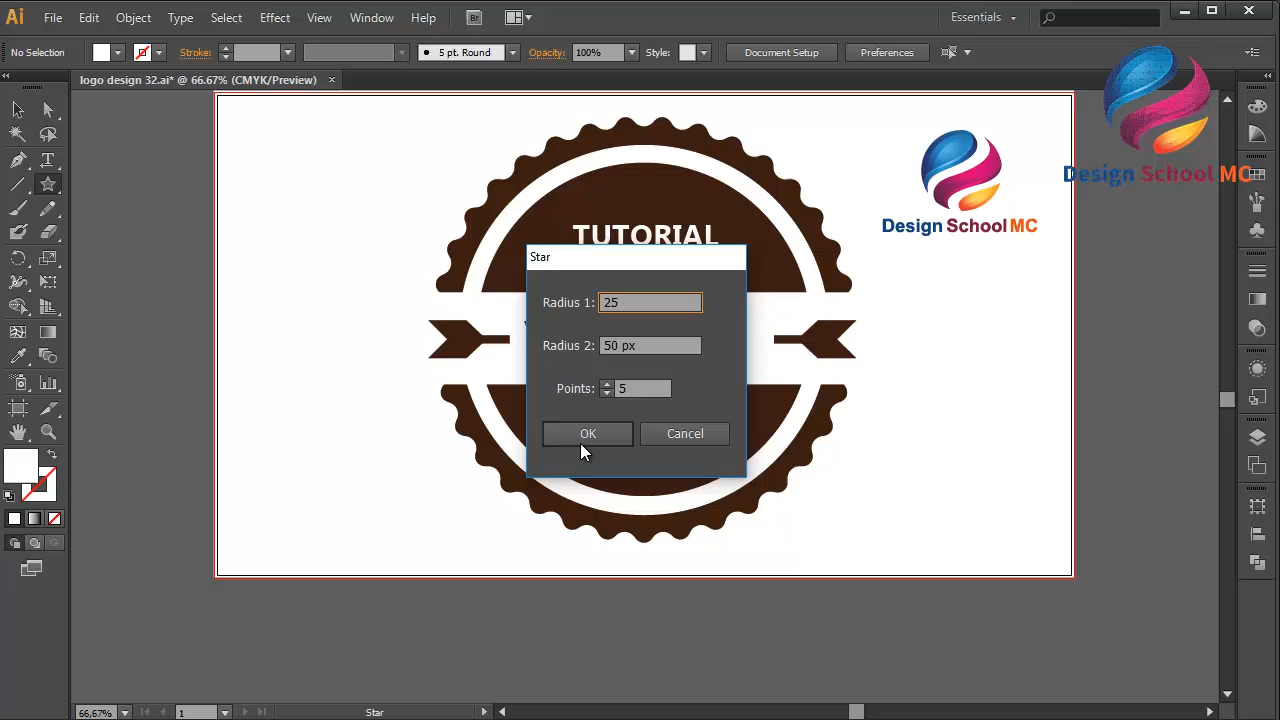 Ai File Edit Object Type Select Effect View Window Help Br Essentials
No Selection Stroke: 5 pt. Round Opacity: 100% Style: Document Setup Preferences
logo design 32.ai* @ 66.67% (CMYK/Preview) ×
Design School MC
Design School MC
TUTORIAL
Star
Radius 1: 25
Radius 2: 50 px
Points: 5
OK Cancel
66,67% 1 Star